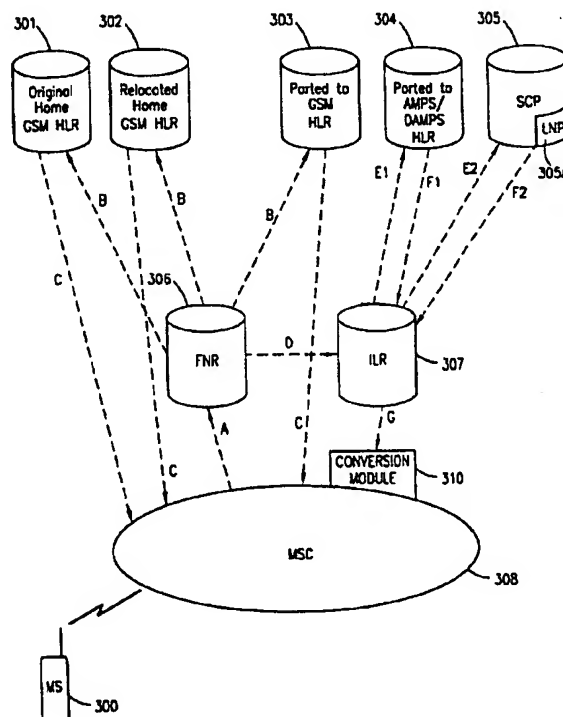 301
302
303
304
305
Original
Home
GSM HLR
Relocated
Home
GSM HLR
Ported to
GSM
HLR
Ported to
AMPS/
DAMPS
HLR
SCP
LNP
305A
E1
F1
E2
F2
B
B
B
C
306
FNR
D
ILR
307
A
C
C
G
CONVERSION
MODULE
310
MSC
308
MS
300